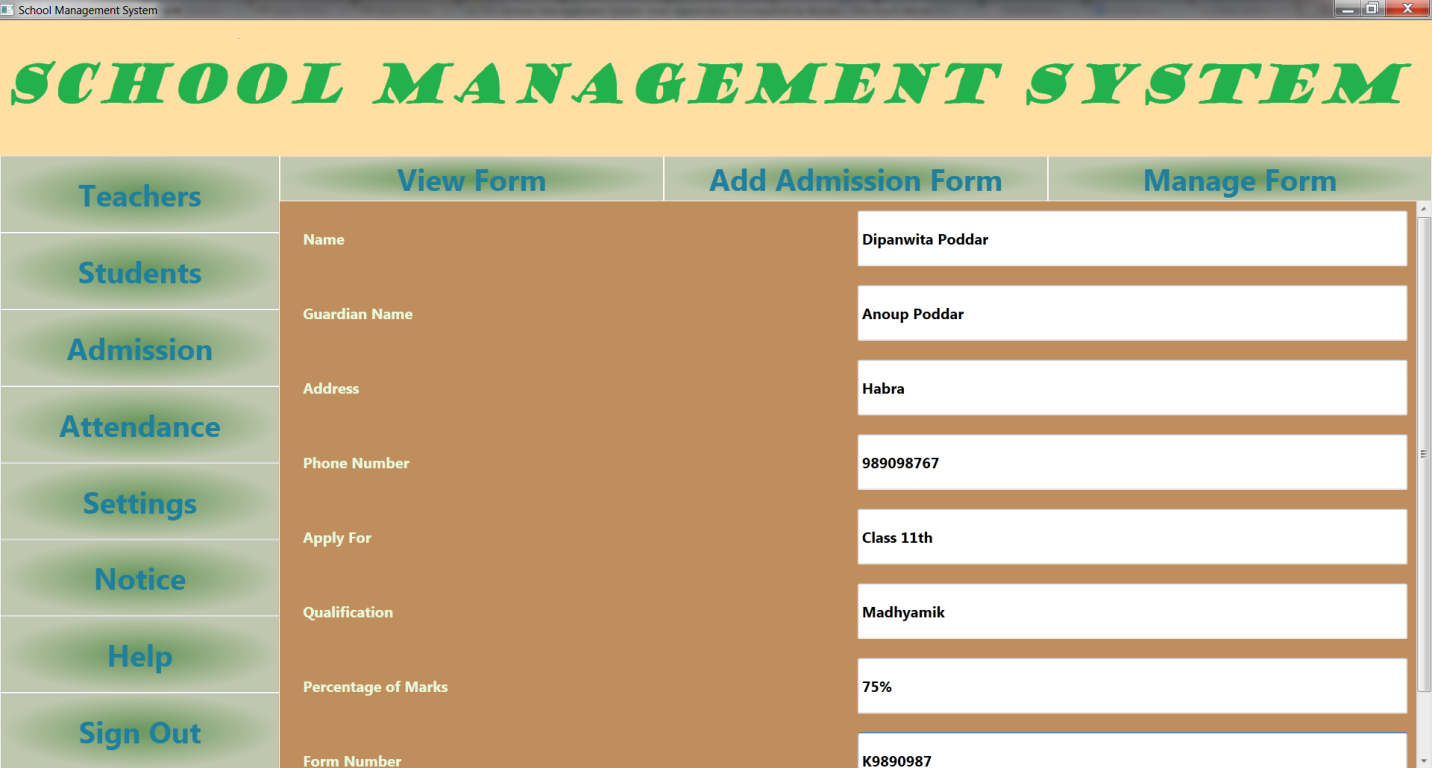 School Management System
SCHOOL MANAGEMENT SYSTEM
Teachers
Students
Admission
Attendance
Settings
Notice
Help
Sign Out
View Form Add Admission Form Manage Form
Name Dipanwita Poddar
Guardian Name Anoup Poddar
Address Habra
Phone Number 989098767
Apply For Class 11th
Qualification Madhyamik
Percentage of Marks 75%
Form Number K9890987